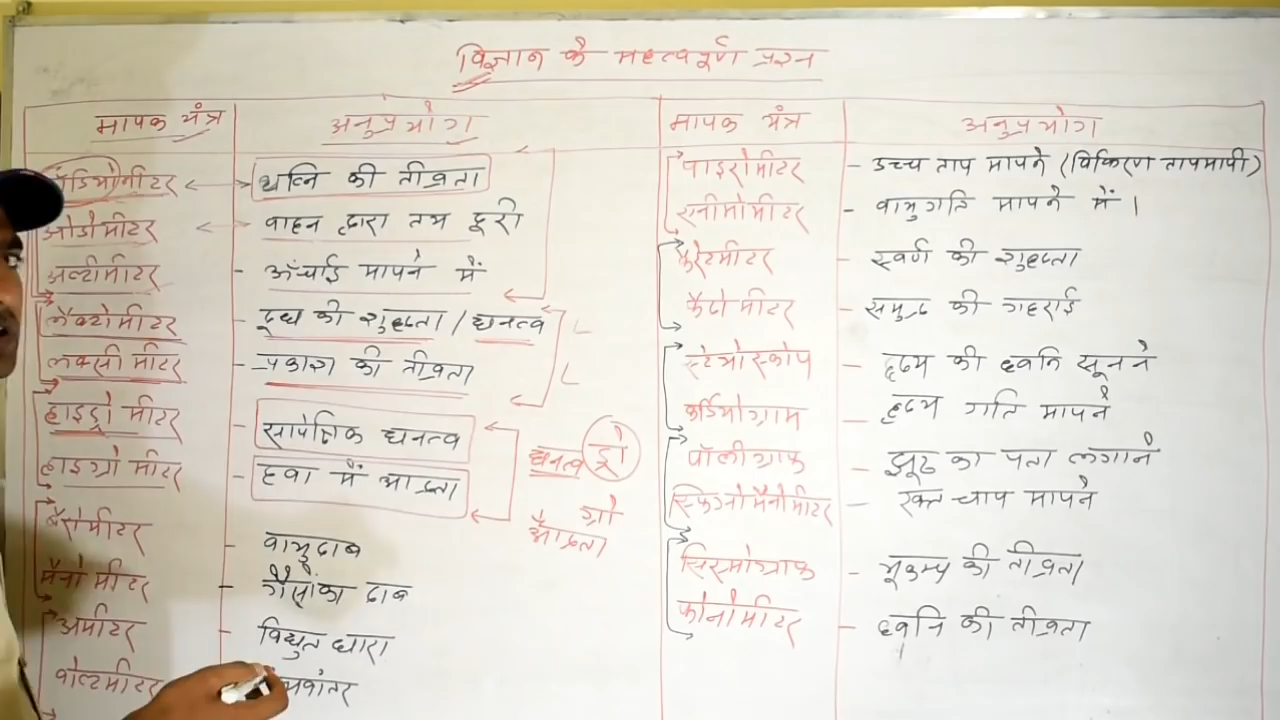 विज्ञान के महत्वपूर्ण प्रश्न
मापक यंत्र अनुप्रयोग
ऑडियोमीटर ध्वनि की तीव्रता
ओडोमीटर वाहन द्वारा तय दूरी
अल्टीमीटर - ऊँचाई मापने में
लैक्टोमीटर - दूध की शुद्धता / घनत्व
लक्सी मीटर - प्रकाश की तीव्रता
हाइड्रो मीटर - सापेक्षिक घनत्व
हाइग्रो मीटर - हवा में आद्रता
घनत्व ड्रो
ग्रो
आद्रता
बैरोमीटर - वायुदाब
मैनोमीटर - गैसों का दाब
अमीटर - विद्युत धारा
वोल्टमीटर
मापक यंत्र अनुप्रयोग
पाइरोमीटर - उच्च ताप मापने (विकिरण तापमापी)
एनीमोमीटर - वायुगति मापने में।
कैरेटमीटर - स्वर्ण की शुद्धता
फैदोमीटर - समुद्र की गहराई
स्टेथोस्कोप - हृदय की ध्वनि सूनने
कार्डियोग्राम - हृदय गति मापने
पॉलीग्राफ - झूठ का पता लगाने
स्फिग्नोमैनोमीटर - रक्त चाप मापने
सिस्मोग्राफ - भूकम्प की तीव्रता
फोनोमीटर - ध्वनि की तीव्रता